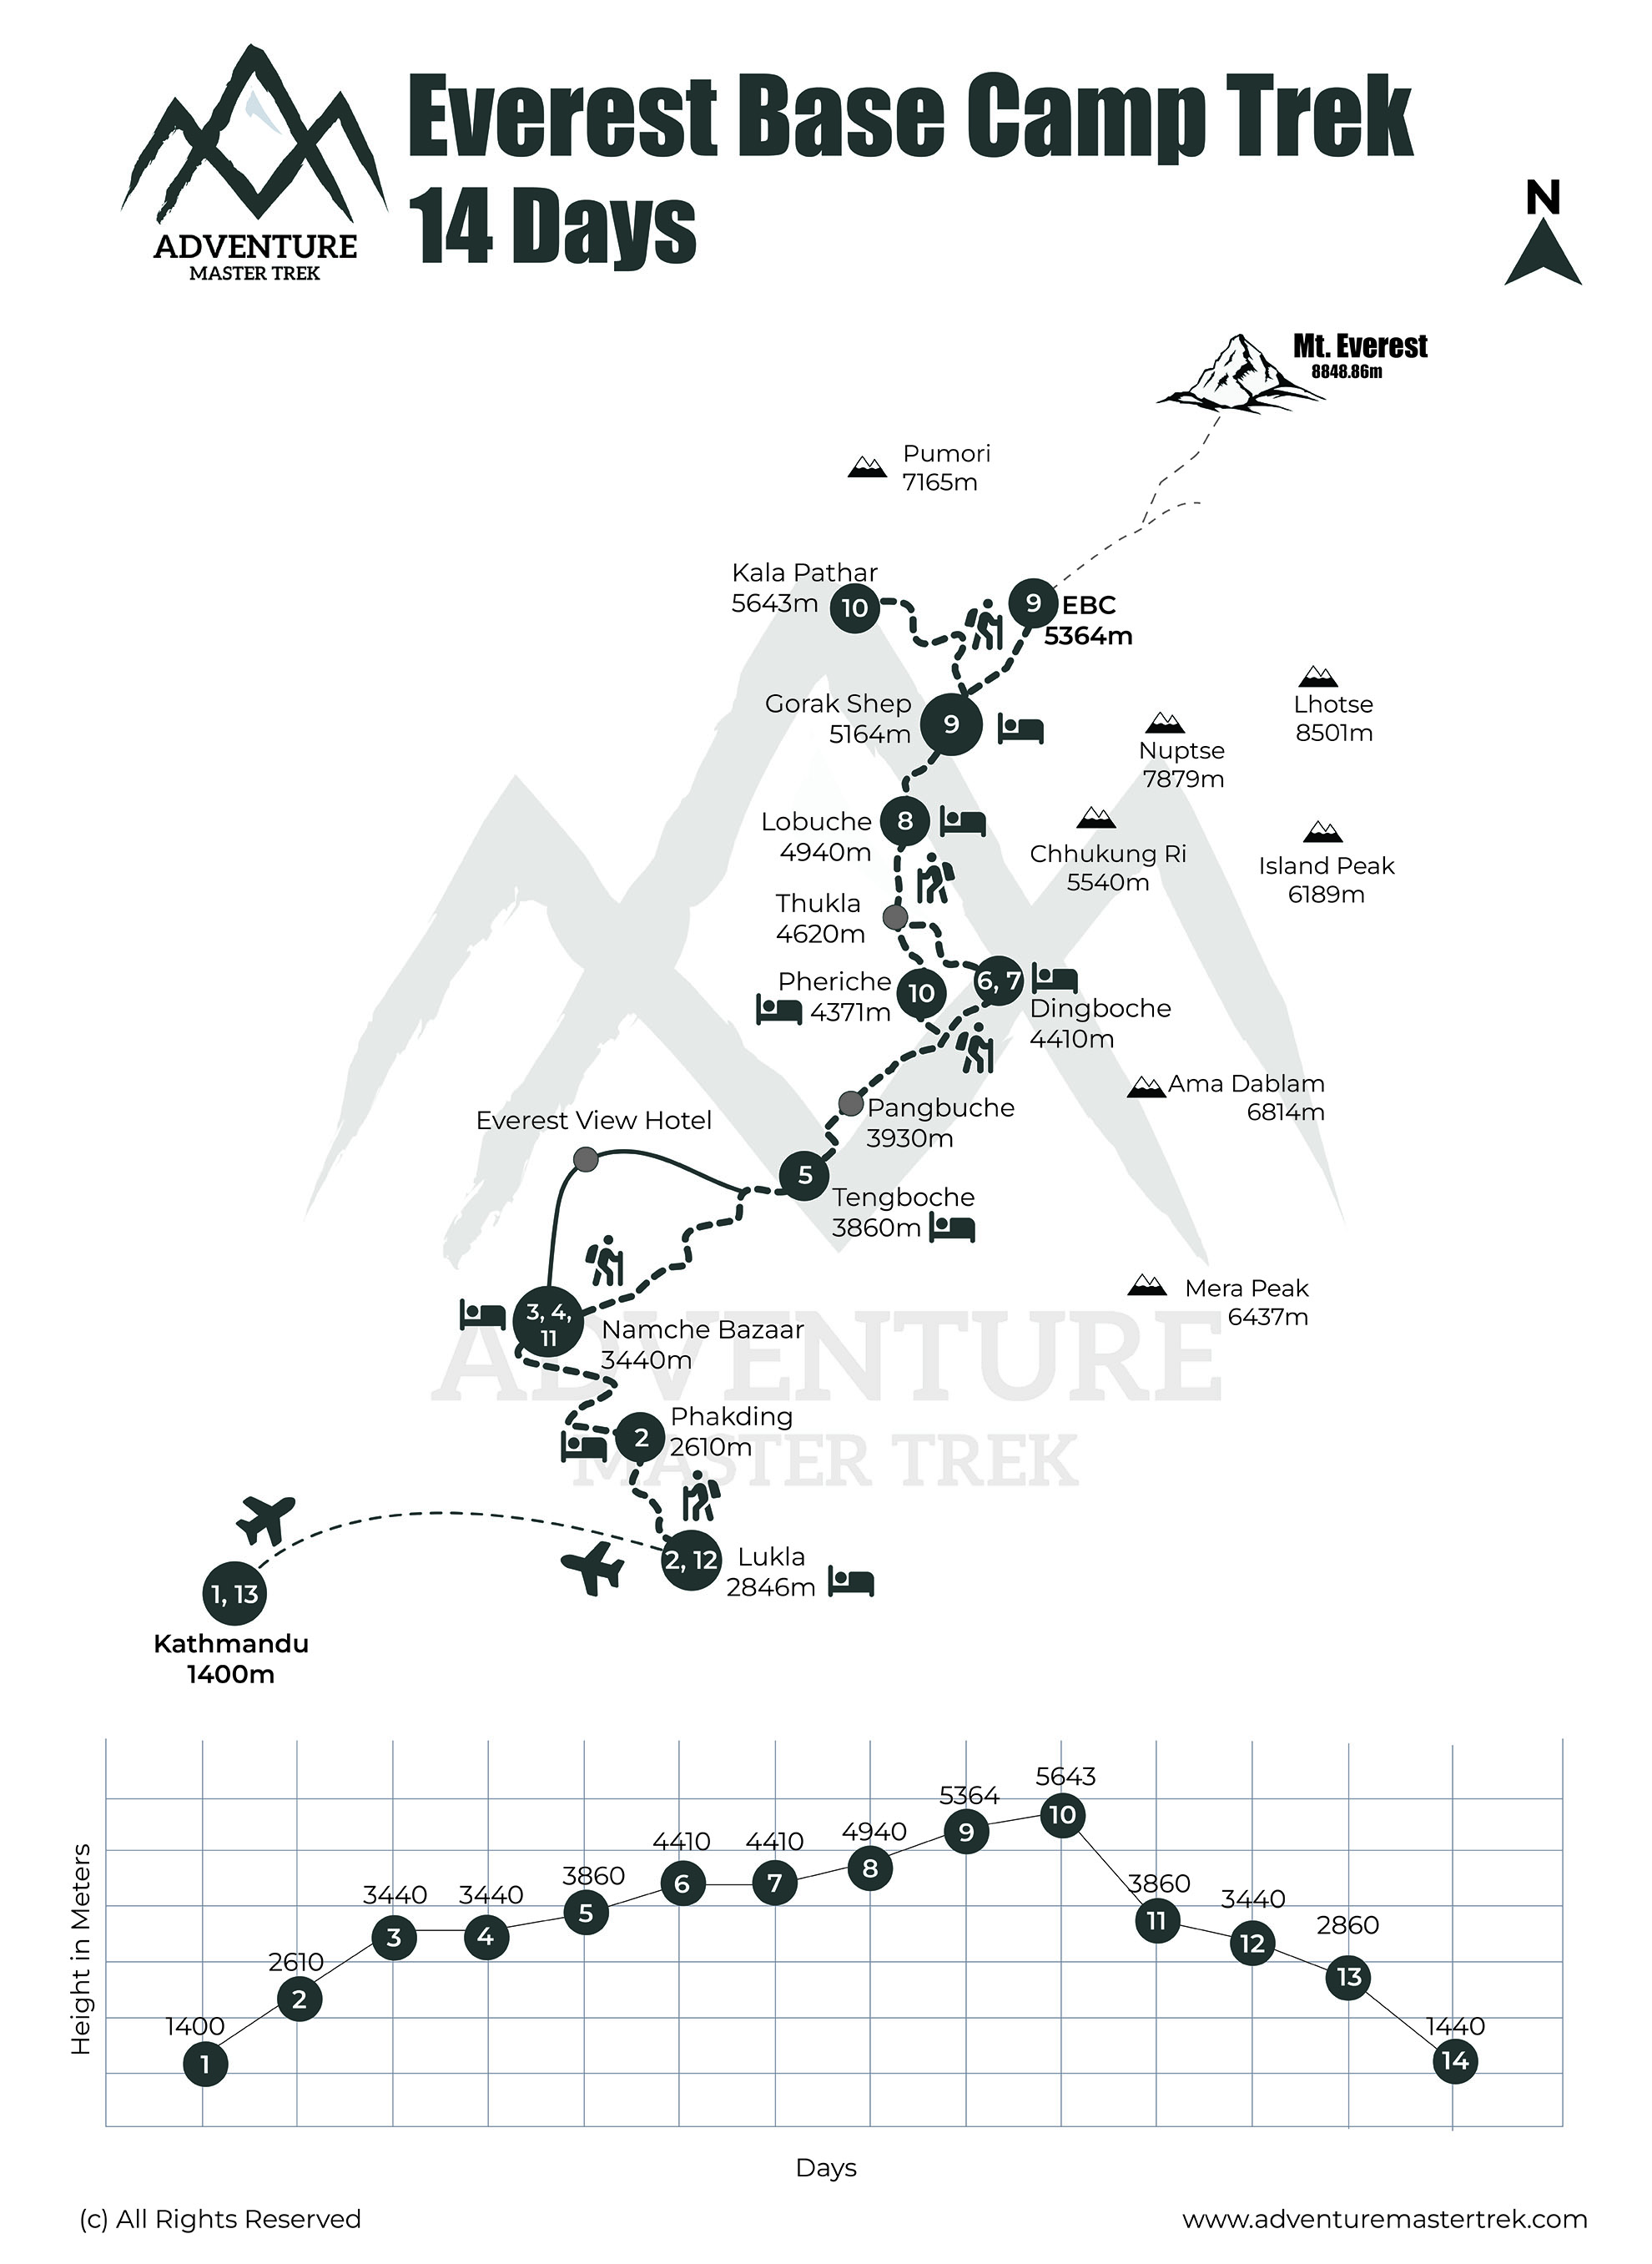 Everest Base Camp Trek
14 Days
ADVENTURE
MASTER TREK
N
Mt. Everest
8848.86m
Pumori
7165m
Kala Pathar
5643m
10
9
EBC
5364m
Gorak Shep
5164m
9
Lhotse
8501m
Nuptse
7879m
Lobuche
4940m
8
Chhukung Ri
5540m
Island Peak
6189m
Thukla
4620m
Pheriche
4371m
10
6, 7
Dingboche
4410m
Ama Dablam
6814m
Pangbuche
3930m
Everest View Hotel
5
Tengboche
3860m
Mera Peak
6437m
3, 4,
11
Namche Bazaar
3440m
ADVENTURE
MASTER TREK
2
Phakding
2610m
2, 12
Lukla
2846m
1, 13
Kathmandu
1400m
Height in Meters
1400
1
2610
2
3440
3
3440
4
3860
5
4410
6
4410
7
4940
8
5364
9
5643
10
3860
11
3440
12
2860
13
1440
14
Days
(c) All Rights Reserved
www.adventuremastertrek.com